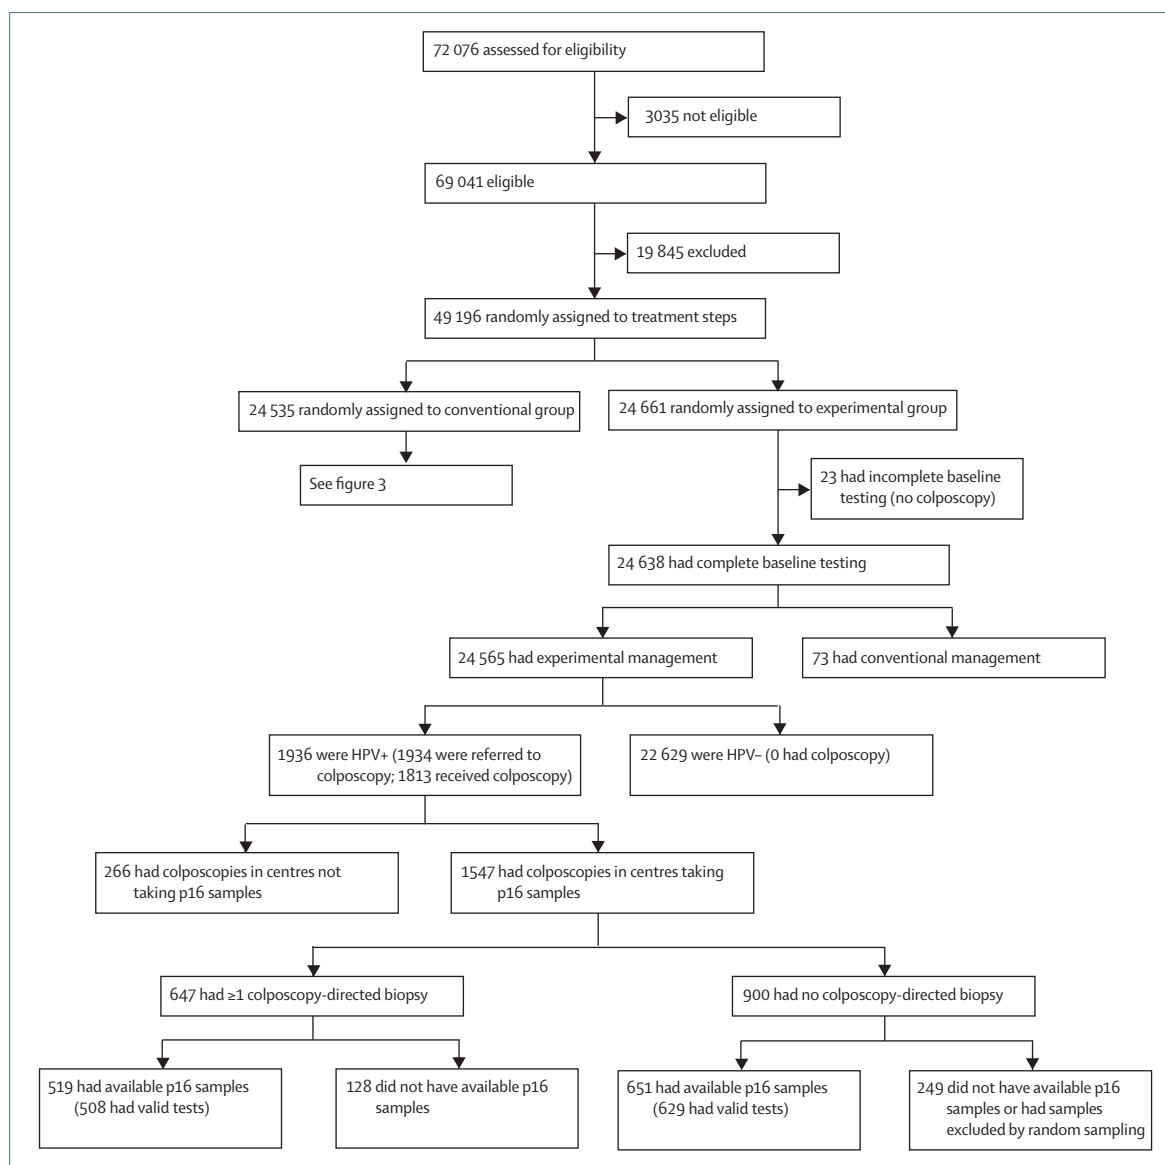 72 076 assessed for eligibility
3035 not eligible
69 041 eligible
19 845 excluded
49 196 randomly assigned to treatment steps
24 535 randomly assigned to conventional group
24 661 randomly assigned to experimental group
See figure 3
23 had incomplete baseline
testing (no colposcopy)
24 638 had complete baseline testing
24 565 had experimental management
73 had conventional management
1936 were HPV+ (1934 were referred to
colposcopy; 1813 received colposcopy)
22 629 were HPV– (0 had colposcopy)
266 had colposcopies in centres not
taking p16 samples
1547 had colposcopies in centres taking
p16 samples
647 had ≥1 colposcopy-directed biopsy
900 had no colposcopy-directed biopsy
519 had available p16 samples
(508 had valid tests)
128 did not have available p16
samples
651 had available p16 samples
(629 had valid tests)
249 did not have available p16
samples or had samples
excluded by random sampling